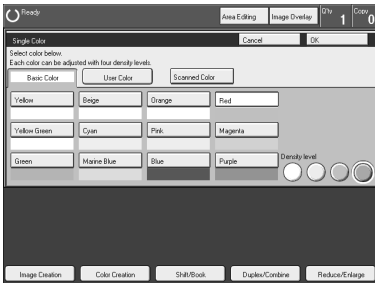 Ready
Area Editing Image Overlay Q'ty 1 Copy 0
Single Color Cancel OK
Select color below.
Each color can be adjusted with four density levels.
Basic Color User Color Scanned Color
Yellow Beige Orange Red
Yellow Green Cyan Pink Magenta
Green Marine Blue Blue Purple
Density level
Image Creation Color Creation Shift/Book Duplex/Combine Reduce/Enlarge